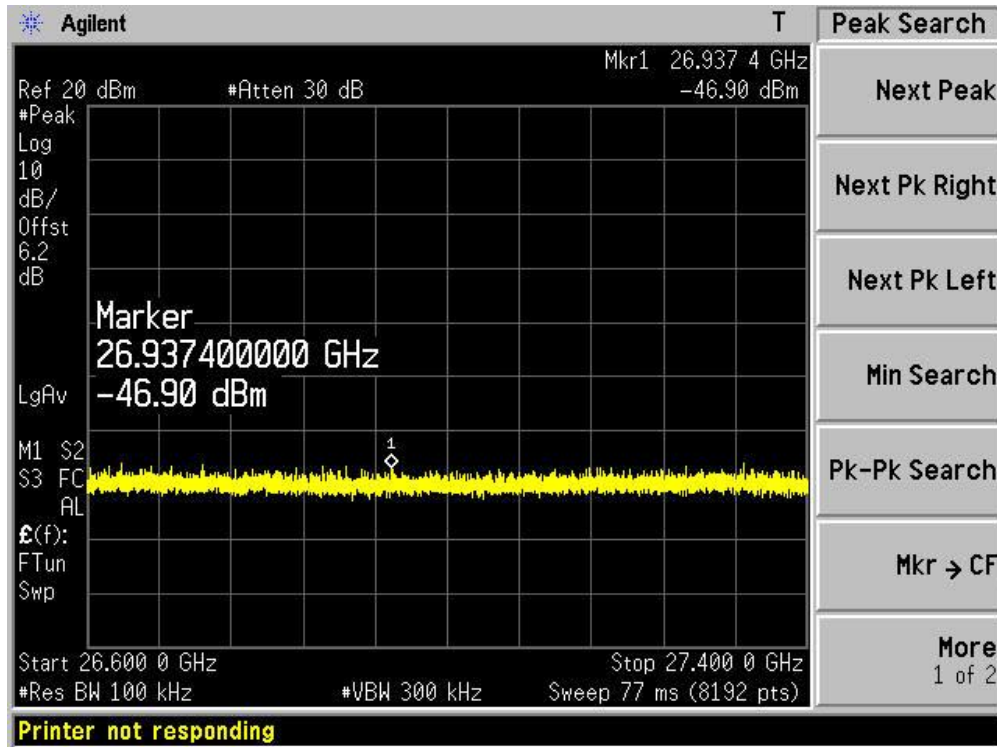 Agilent
T
Peak Search
Mkr1 26.937 4 GHz
Ref 20 dBm #Atten 30 dB -46.90 dBm
#Peak
Log
10
dB/
Offst
6.2
dB
Marker
26.937400000 GHz
-46.90 dBm
LgAv
M1 S2
S3 FC
AL
£(f):
FTun
Swp
1
Start 26.600 0 GHz Stop 27.400 0 GHz
#Res BW 100 kHz #VBW 300 kHz Sweep 77 ms (8192 pts)
Printer not responding
Next Peak
Next Pk Right
Next Pk Left
Min Search
Pk-Pk Search
Mkr → CF
More
1 of 2